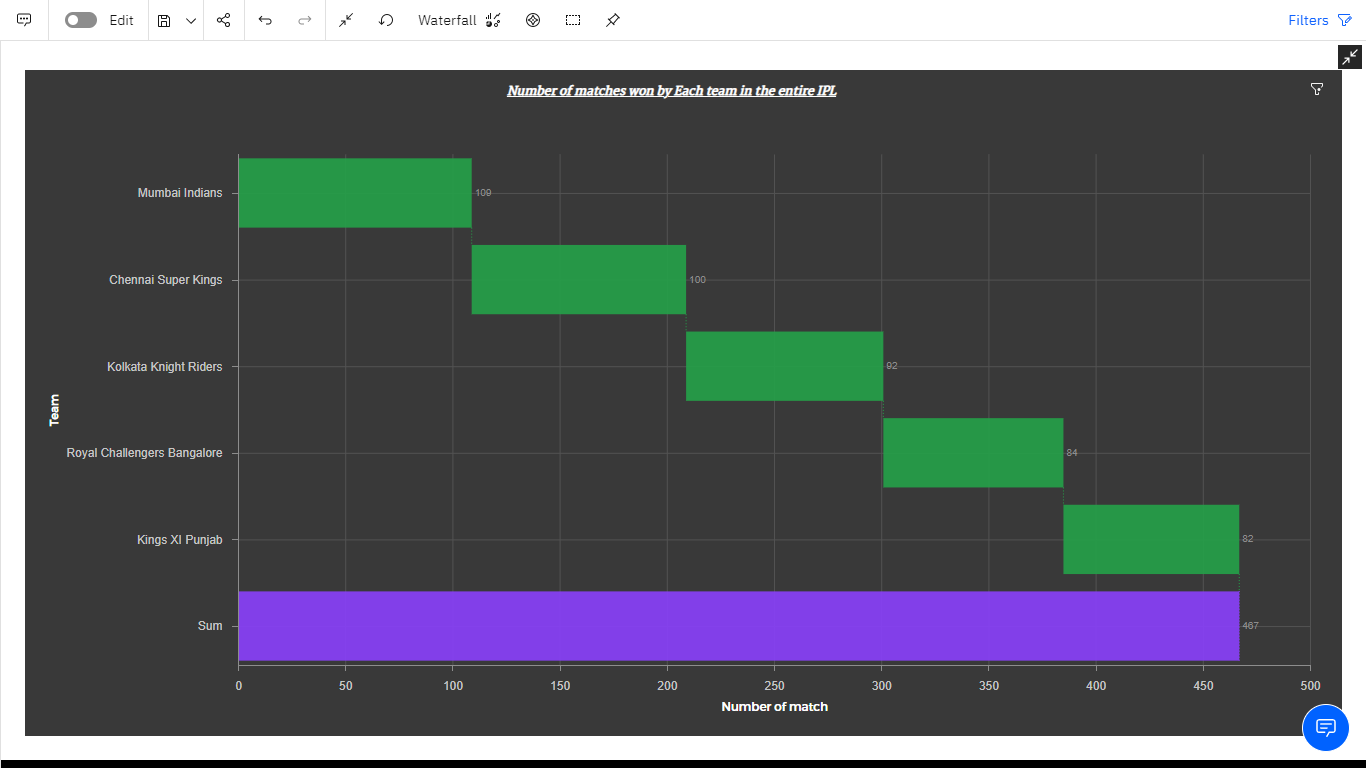 Edit
Waterfall
Filters
Number of matches won by Each team in the entire IPL
Mumbai Indians
109
Chennai Super Kings
100
Kolkata Knight Riders
92
Team
Royal Challengers Bangalore
84
Kings XI Punjab
82
Sum
467
0 50 100 150 200 250 300 350 400 450 500
Number of match